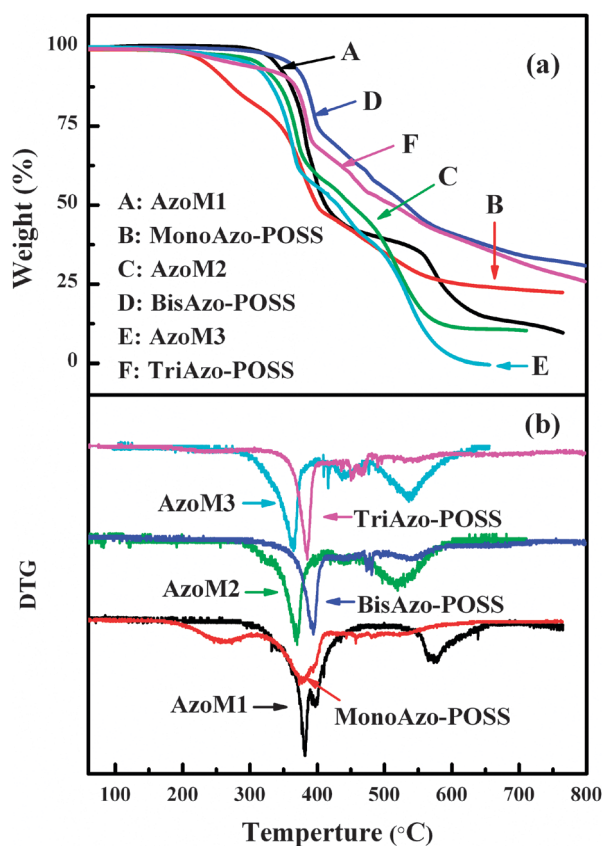 100
(a)
A
D
75
F
C
Weight (%)
A: AzoM1
B
50
B: MonoAzo-POSS
C: AzoM2
25
D: BisAzo-POSS
E: AzoM3
0
F: TriAzo-POSS
E
(b)
AzoM3
TriAzo-POSS
DTG
AzoM2
BisAzo-POSS
AzoM1
MonoAzo-POSS
100 200 300 400 500 600 700 800
Temperture (°C)